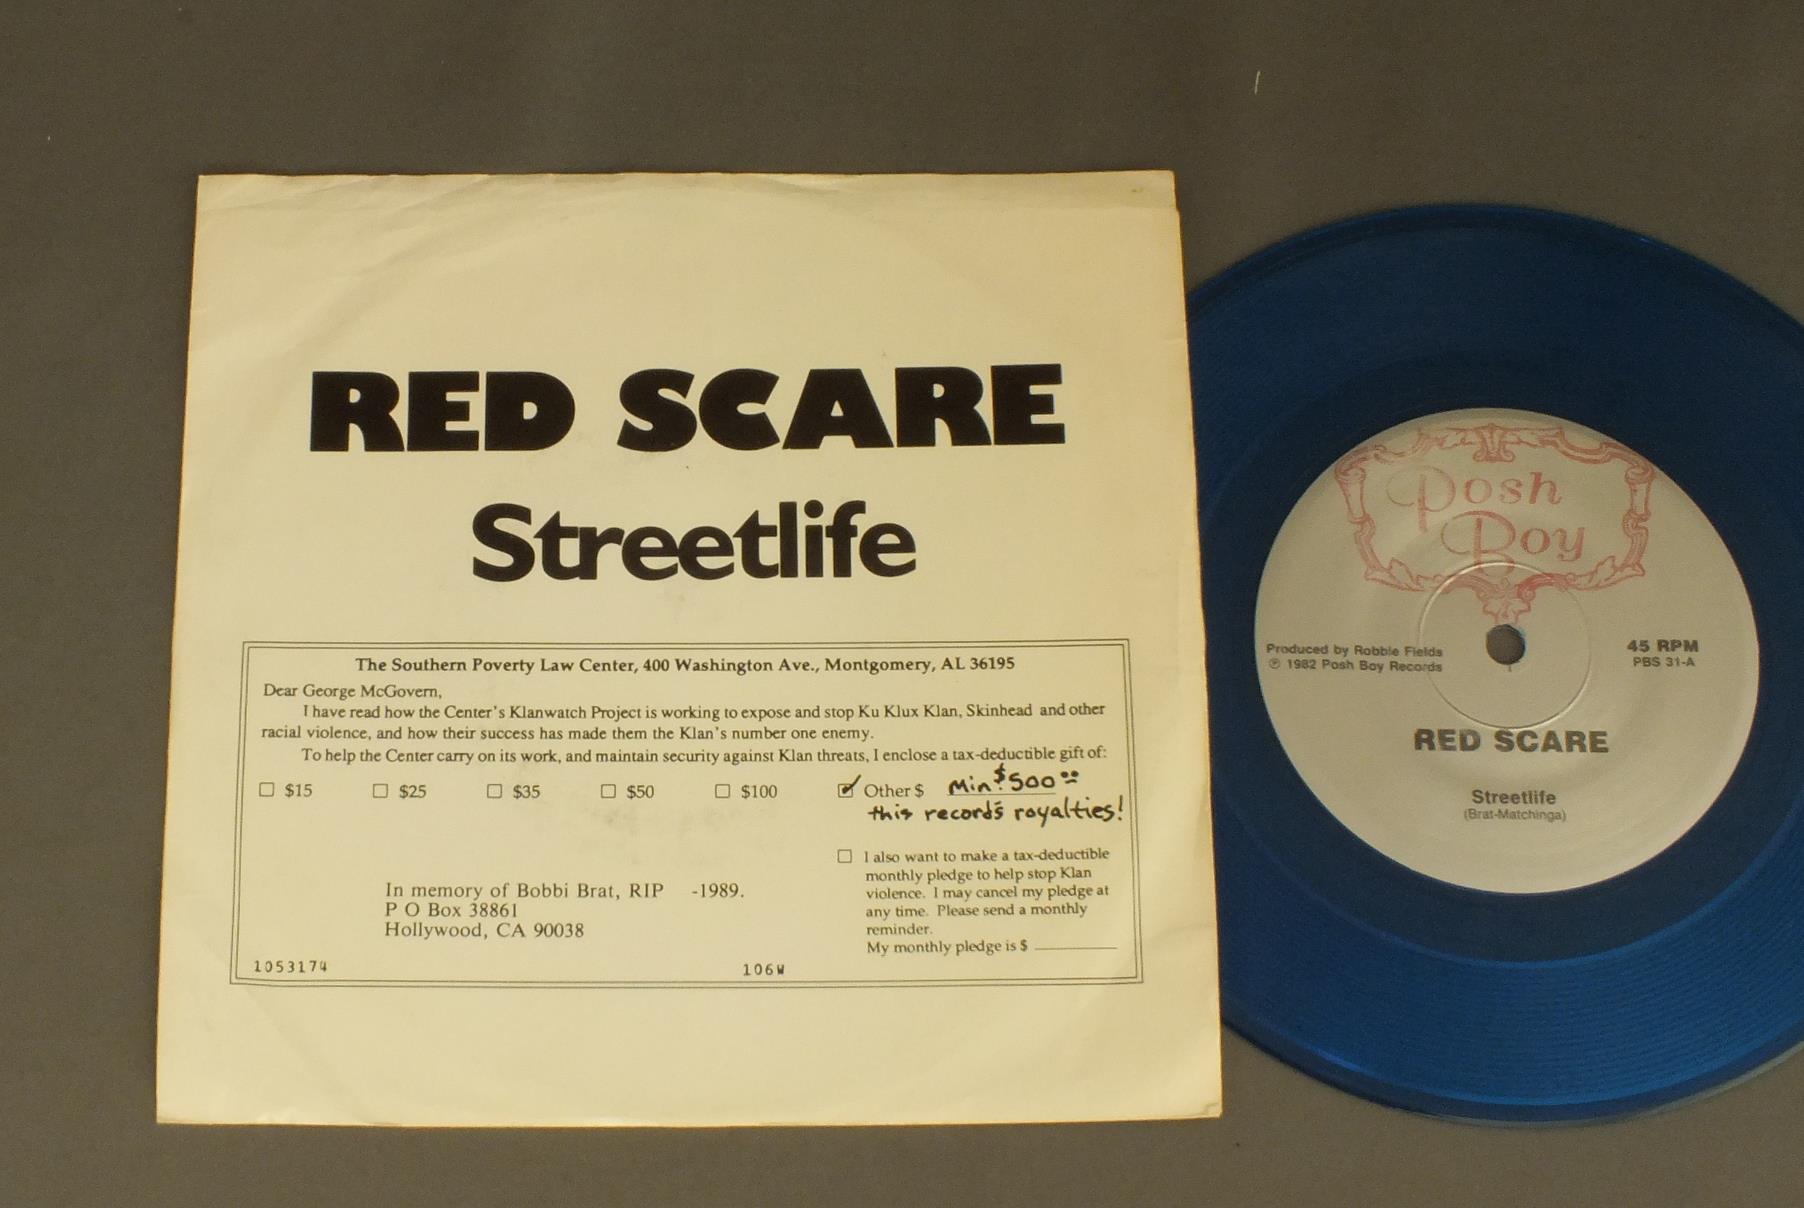 RED SCARE
Streetlife
The Southern Poverty Law Center, 400 Washington Ave., Montgomery, AL 36195
Dear George McGovern,
I have read how the Center's Klanwatch Project is working to expose and stop Ku Klux Klan, Skinhead and other
racial violence, and how their success has made them the Klan's number one enemy.
To help the Center carry on its work, and maintain security against Klan threats, I enclose a tax-deductible gift of:
$15 $25 $35 $50 $100 Other $ Min. $500.00
this record's royalties!
I also want to make a tax-deductible
monthly pledge to help stop Klan
violence. I may cancel my pledge at
any time. Please send a monthly
reminder.
My monthly pledge is $
In memory of Bobbi Brat, RIP -1989.
P O Box 38861
Hollywood, CA 90038
1053174 106W
Posh
Boy
Produced by Robbie Fields
℗ 1982 Posh Boy Records
45 RPM
PBS 31-A
RED SCARE
Streetlife
(Brat-Matchinga)